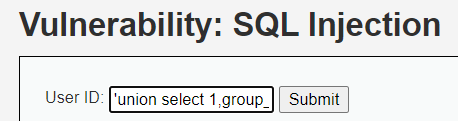 Vulnerability: SQL Injection
User ID: 'union select 1,group_ Submit